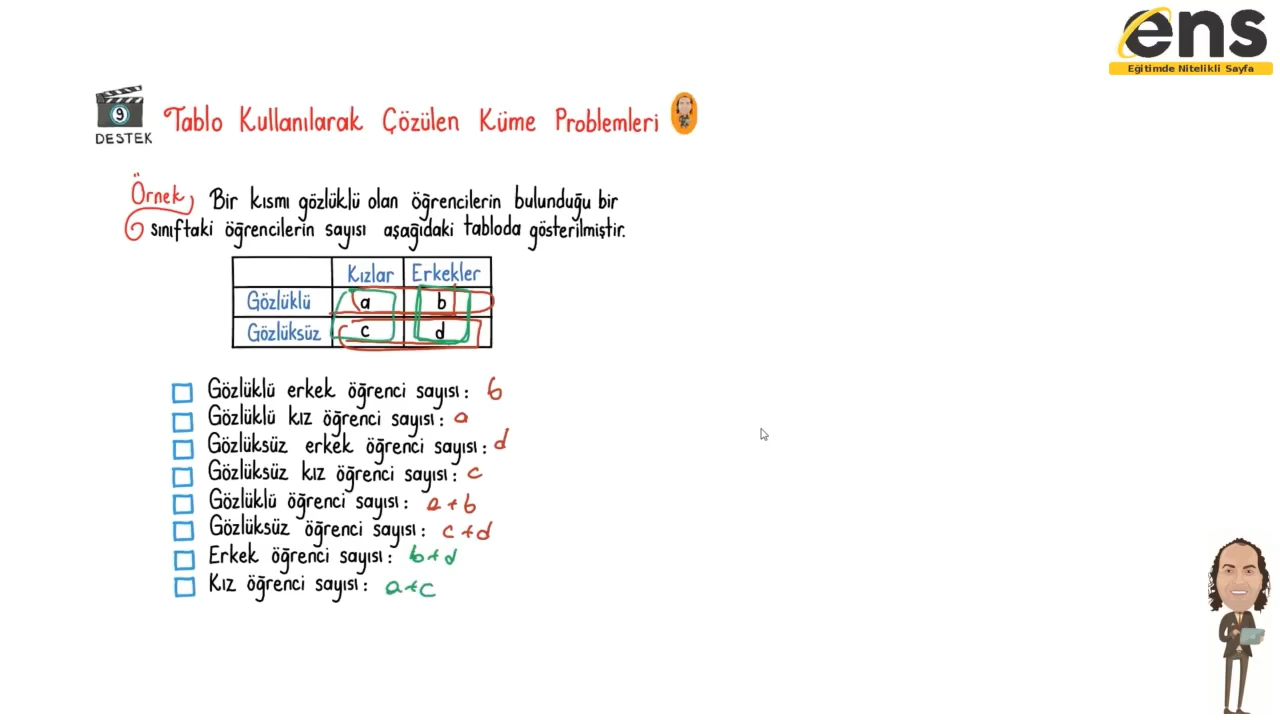 ens
Eğitimde Nitelikli Sayfa
9
DESTEK
Tablo Kullanılarak Çözülen Küme Problemleri
Örnek Bir kısmı gözlüklü olan öğrencilerin bulunduğu bir
sınıftaki öğrencilerin sayısı aşağıdaki tabloda gösterilmiştir.
Kızlar Erkekler
Gözlüklü a b
Gözlüksüz c d
Gözlüklü erkek öğrenci sayısı: b
Gözlüklü kız öğrenci sayısı: a
Gözlüksüz erkek öğrenci sayısı: d
Gözlüksüz kız öğrenci sayısı: c
Gözlüklü öğrenci sayısı: a+b
Gözlüksüz öğrenci sayısı: c+d
Erkek öğrenci sayısı: b+d
Kız öğrenci sayısı: a+c